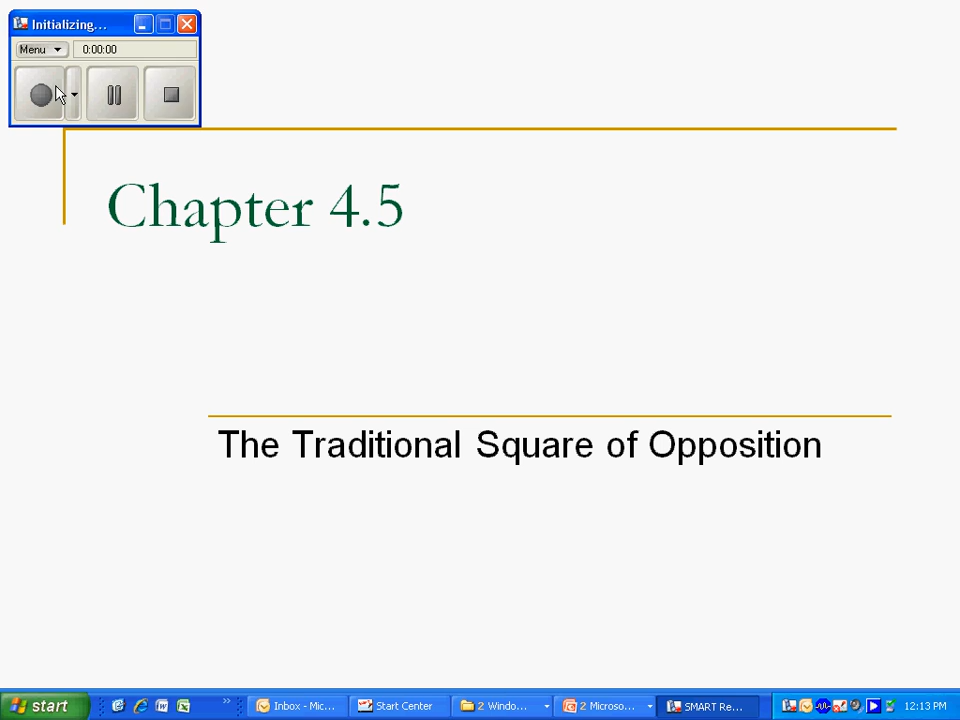 Initializing...
Menu 0:00:00
Chapter 4.5
The Traditional Square of Opposition
start
Inbox - Mic...
Start Center
2 Windo...
2 Microso...
SMART Re...
12:13 PM